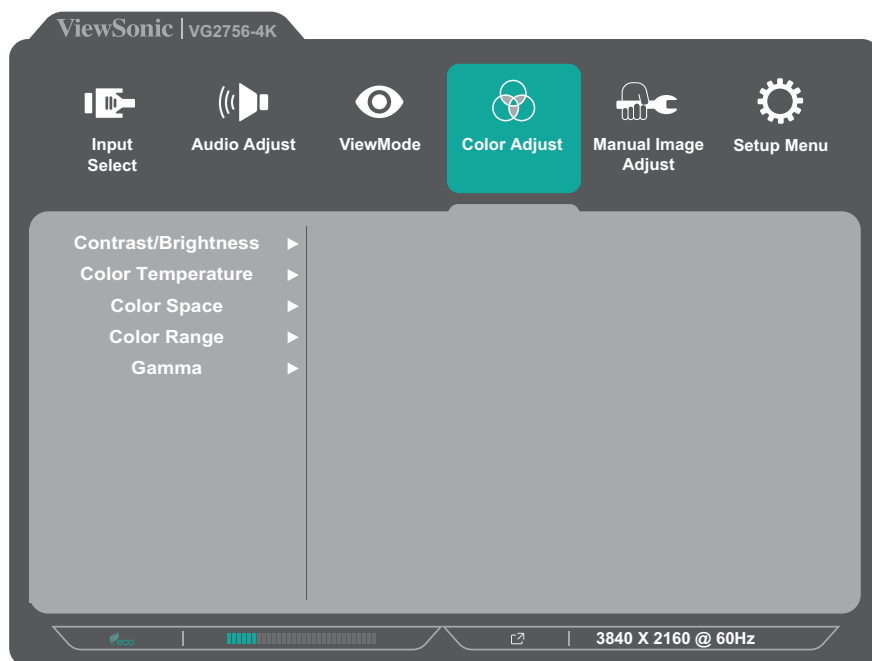 ViewSonic | VG2756-4K
Input
Select
Audio Adjust
ViewMode
Color Adjust
Manual Image
Adjust
Setup Menu
Contrast/Brightness
Color Temperature
Color Space
Color Range
Gamma
eco
3840 X 2160 @ 60Hz